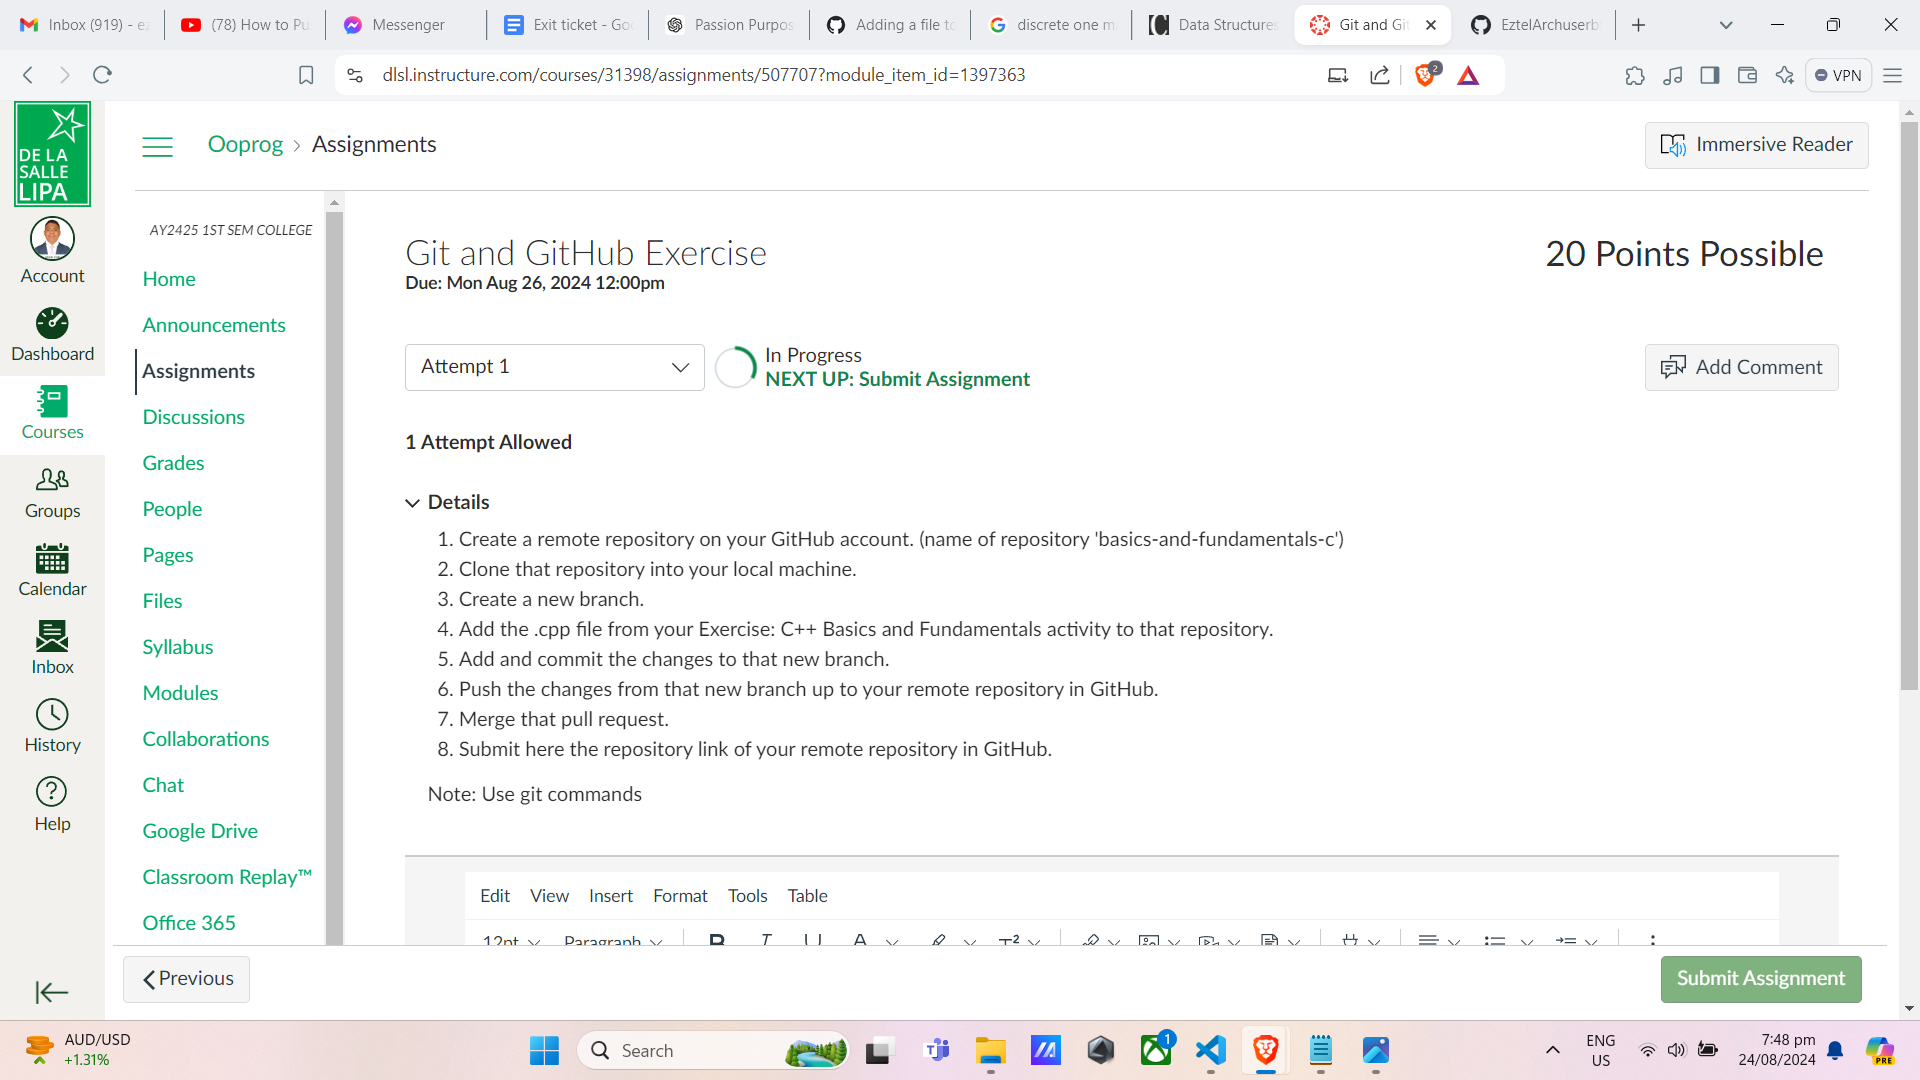 Inbox (919) - ez
(78) How to Pu
Messenger
Exit ticket - Goo
Passion Purpos
Adding a file to
discrete one m
Data Structures
Git and Git
EztelArchuserb
dlsl.instructure.com/courses/31398/assignments/507707?module_item_id=1397363
2
VPN
DE LA
SALLE
LIPA
Account
Dashboard
Courses
Groups
Calendar
Inbox
History
Help
Ooprog › Assignments
Immersive Reader
AY2425 1ST SEM COLLEGE
Home
Announcements
Assignments
Discussions
Grades
People
Pages
Files
Syllabus
Modules
Collaborations
Chat
Google Drive
Classroom Replay™
Office 365
Git and GitHub Exercise
Due: Mon Aug 26, 2024 12:00pm
20 Points Possible
Attempt 1
In Progress
NEXT UP: Submit Assignment
Add Comment
1 Attempt Allowed
Details
1. Create a remote repository on your GitHub account. (name of repository 'basics-and-fundamentals-c')
2. Clone that repository into your local machine.
3. Create a new branch.
4. Add the .cpp file from your Exercise: C++ Basics and Fundamentals activity to that repository.
5. Add and commit the changes to that new branch.
6. Push the changes from that new branch up to your remote repository in GitHub.
7. Merge that pull request.
8. Submit here the repository link of your remote repository in GitHub.
Note: Use git commands
Edit View Insert Format Tools Table
12pt Paragraph B I U A T²
Previous
Submit Assignment
AUD/USD
+1.31%
Search
1
ENG
US
7:48 pm
24/08/2024
PRE